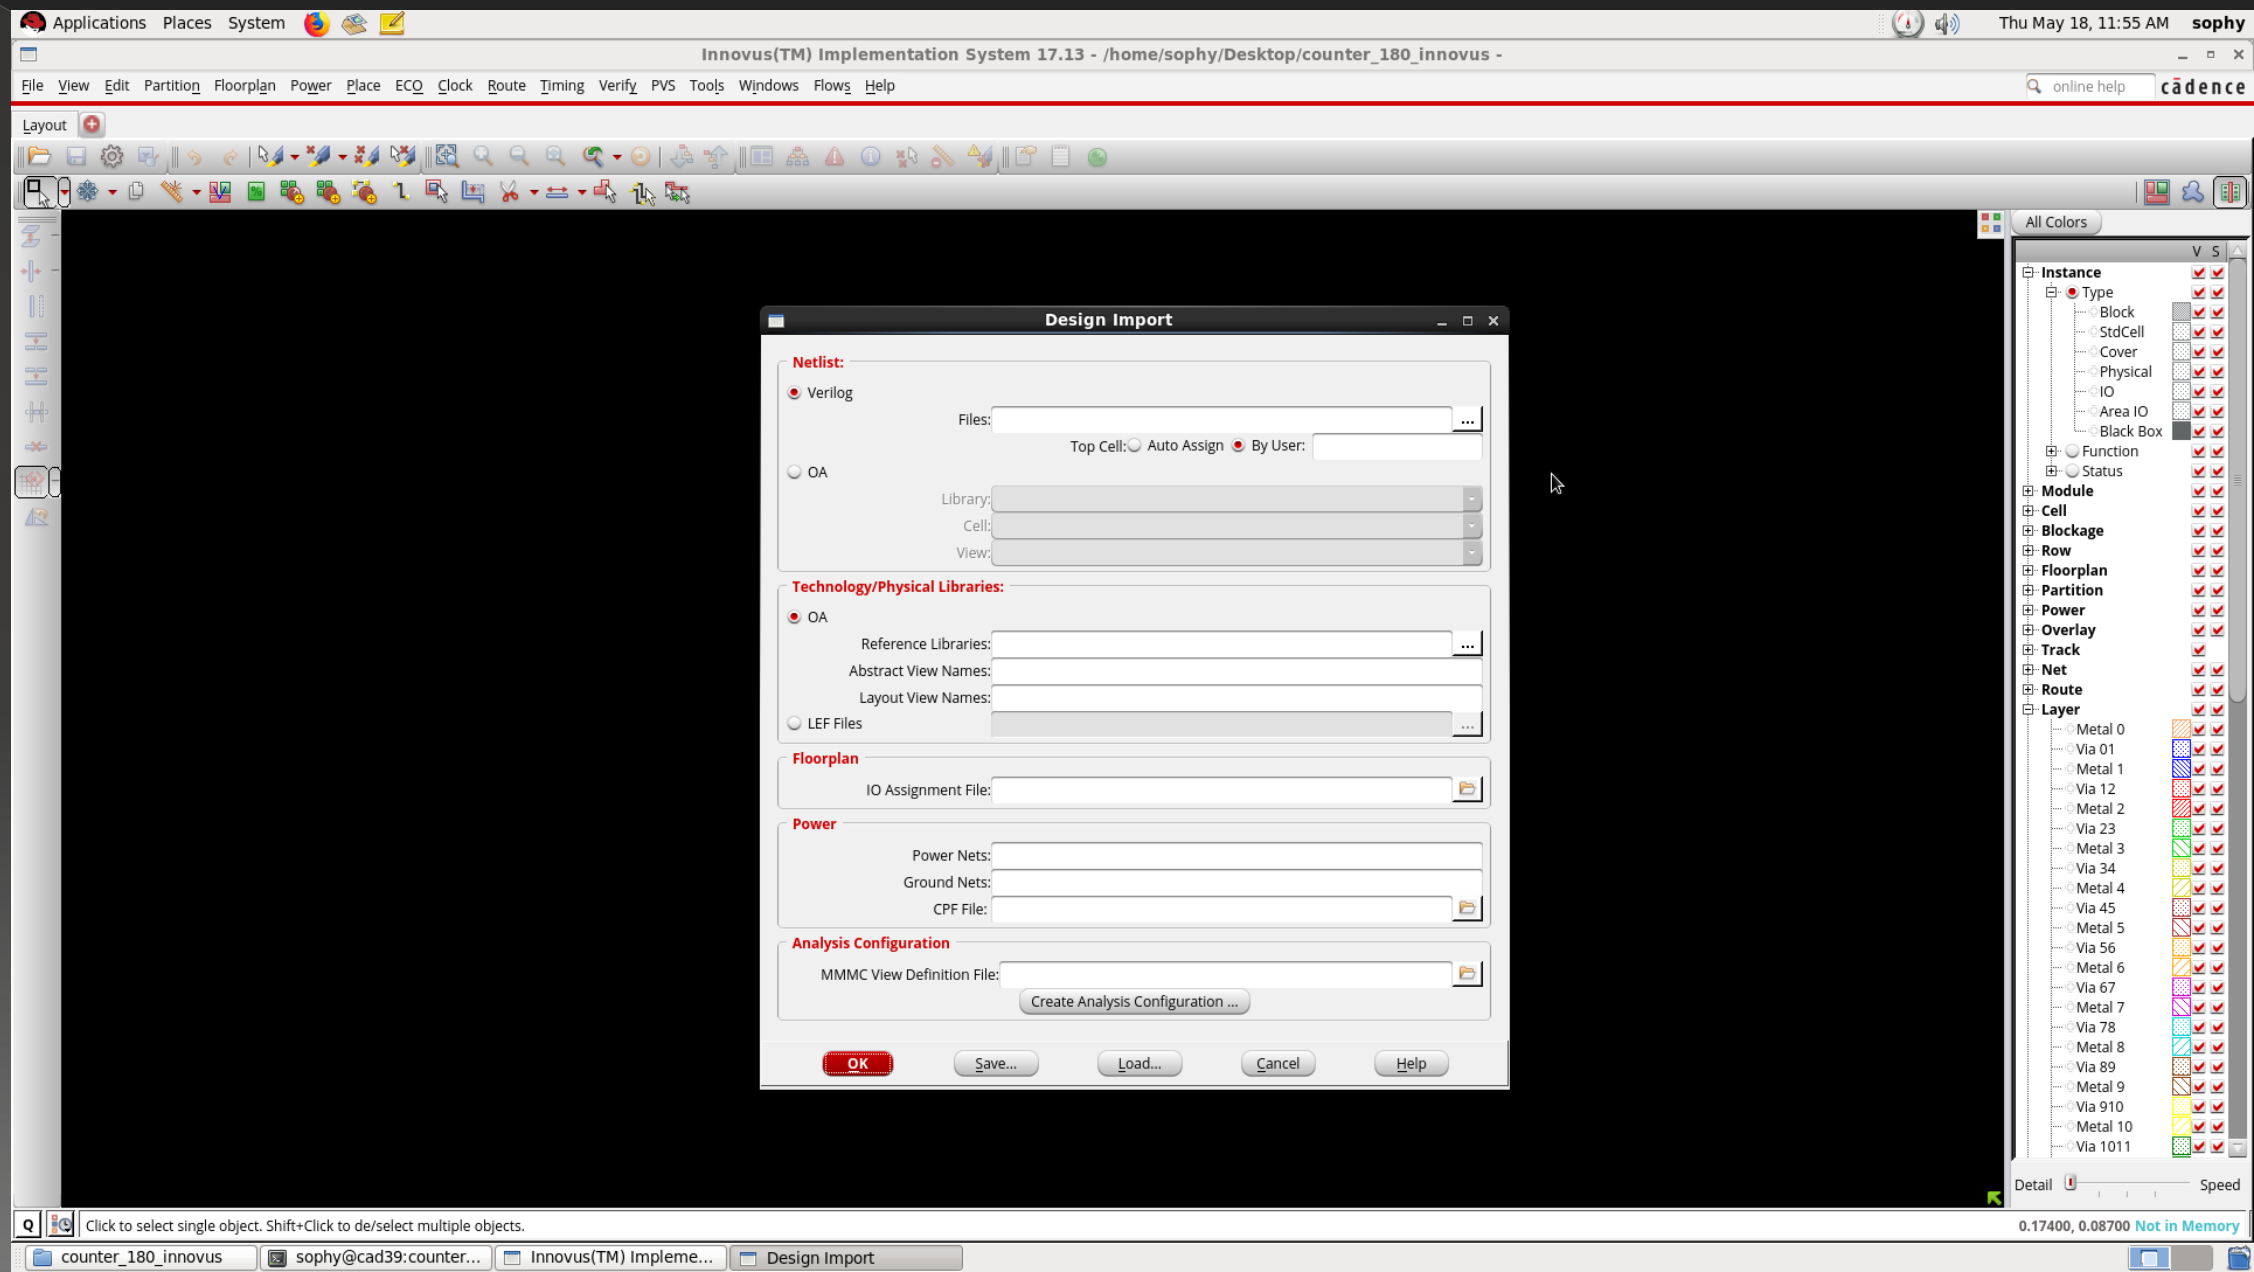 Applications Places System
Thu May 18, 11:55 AM sophy
Innovus(TM) Implementation System 17.13 - /home/sophy/Desktop/counter_180_innovus -
File View Edit Partition Floorplan Power Place ECO Clock Route Timing Verify PVS Tools Windows Flows Help
online help
cādence
Layout
All Colors
V S
Instance
Type
Block
StdCell
Cover
Physical
IO
Area IO
Black Box
Function
Status
Module
Cell
Blockage
Row
Floorplan
Partition
Power
Overlay
Track
Net
Route
Layer
Metal 0
Via 01
Metal 1
Via 12
Metal 2
Via 23
Metal 3
Via 34
Metal 4
Via 45
Metal 5
Via 56
Metal 6
Via 67
Metal 7
Via 78
Metal 8
Via 89
Metal 9
Via 910
Metal 10
Via 1011
Detail Speed
Design Import
Netlist:
Verilog
Files: ...
Top Cell: Auto Assign By User:
OA
Library:
Cell:
View:
Technology/Physical Libraries:
OA
Reference Libraries: ...
Abstract View Names:
Layout View Names:
LEF Files ...
Floorplan
IO Assignment File:
Power
Power Nets:
Ground Nets:
CPF File:
Analysis Configuration
MMMC View Definition File:
Create Analysis Configuration ...
OK Save... Load... Cancel Help
Q Click to select single object. Shift+Click to de/select multiple objects.
0.17400, 0.08700 Not in Memory
counter_180_innovus sophy@cad39:counter... Innovus(TM) Impleme... Design Import